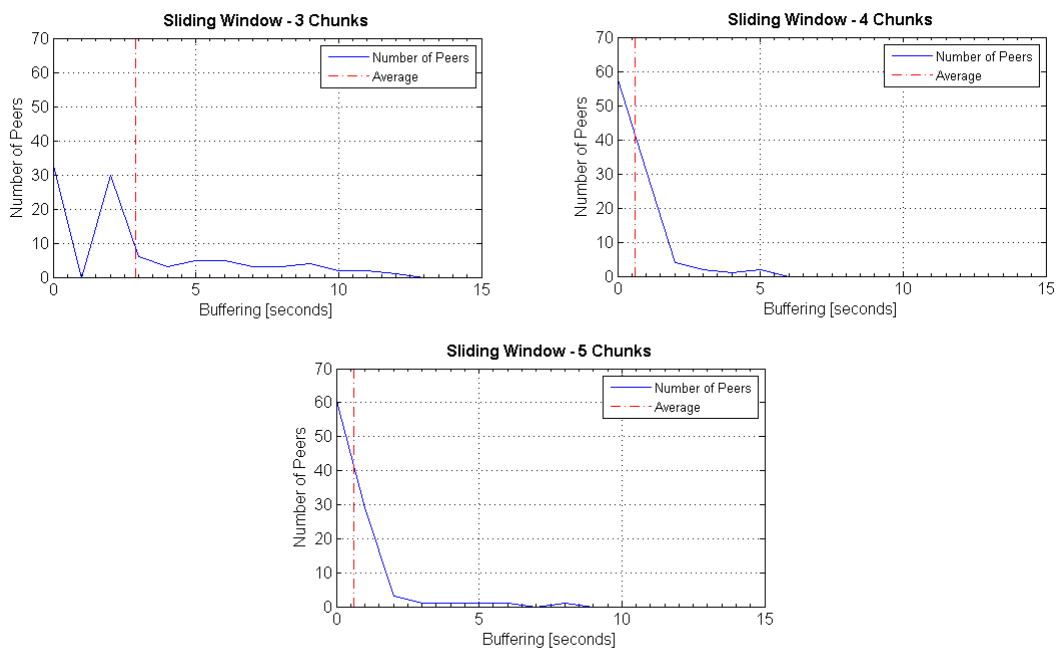 Sliding Window - 3 Chunks
70
60
50
40
30
20
10
0
Number of Peers
Number of Peers
Average
0
5
10
15
Buffering [seconds]
Sliding Window - 4 Chunks
70
60
50
40
30
20
10
0
Number of Peers
Number of Peers
Average
0
5
10
15
Buffering [seconds]
Sliding Window - 5 Chunks
70
60
50
40
30
20
10
0
Number of Peers
Number of Peers
Average
0
5
10
15
Buffering [seconds]